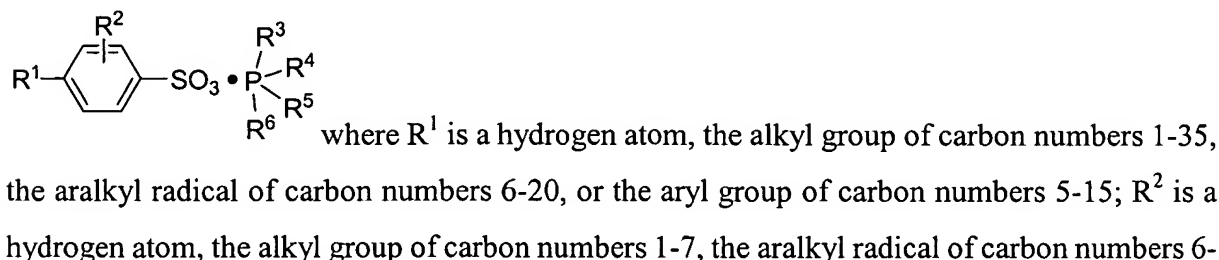 R²
R³
R¹ SO₃ • P R⁴
R⁵
R⁶ where R¹ is a hydrogen atom, the alkyl group of carbon numbers 1-35,
the aralkyl radical of carbon numbers 6-20, or the aryl group of carbon numbers 5-15; R² is a
hydrogen atom, the alkyl group of carbon numbers 1-7, the aralkyl radical of carbon numbers 6-